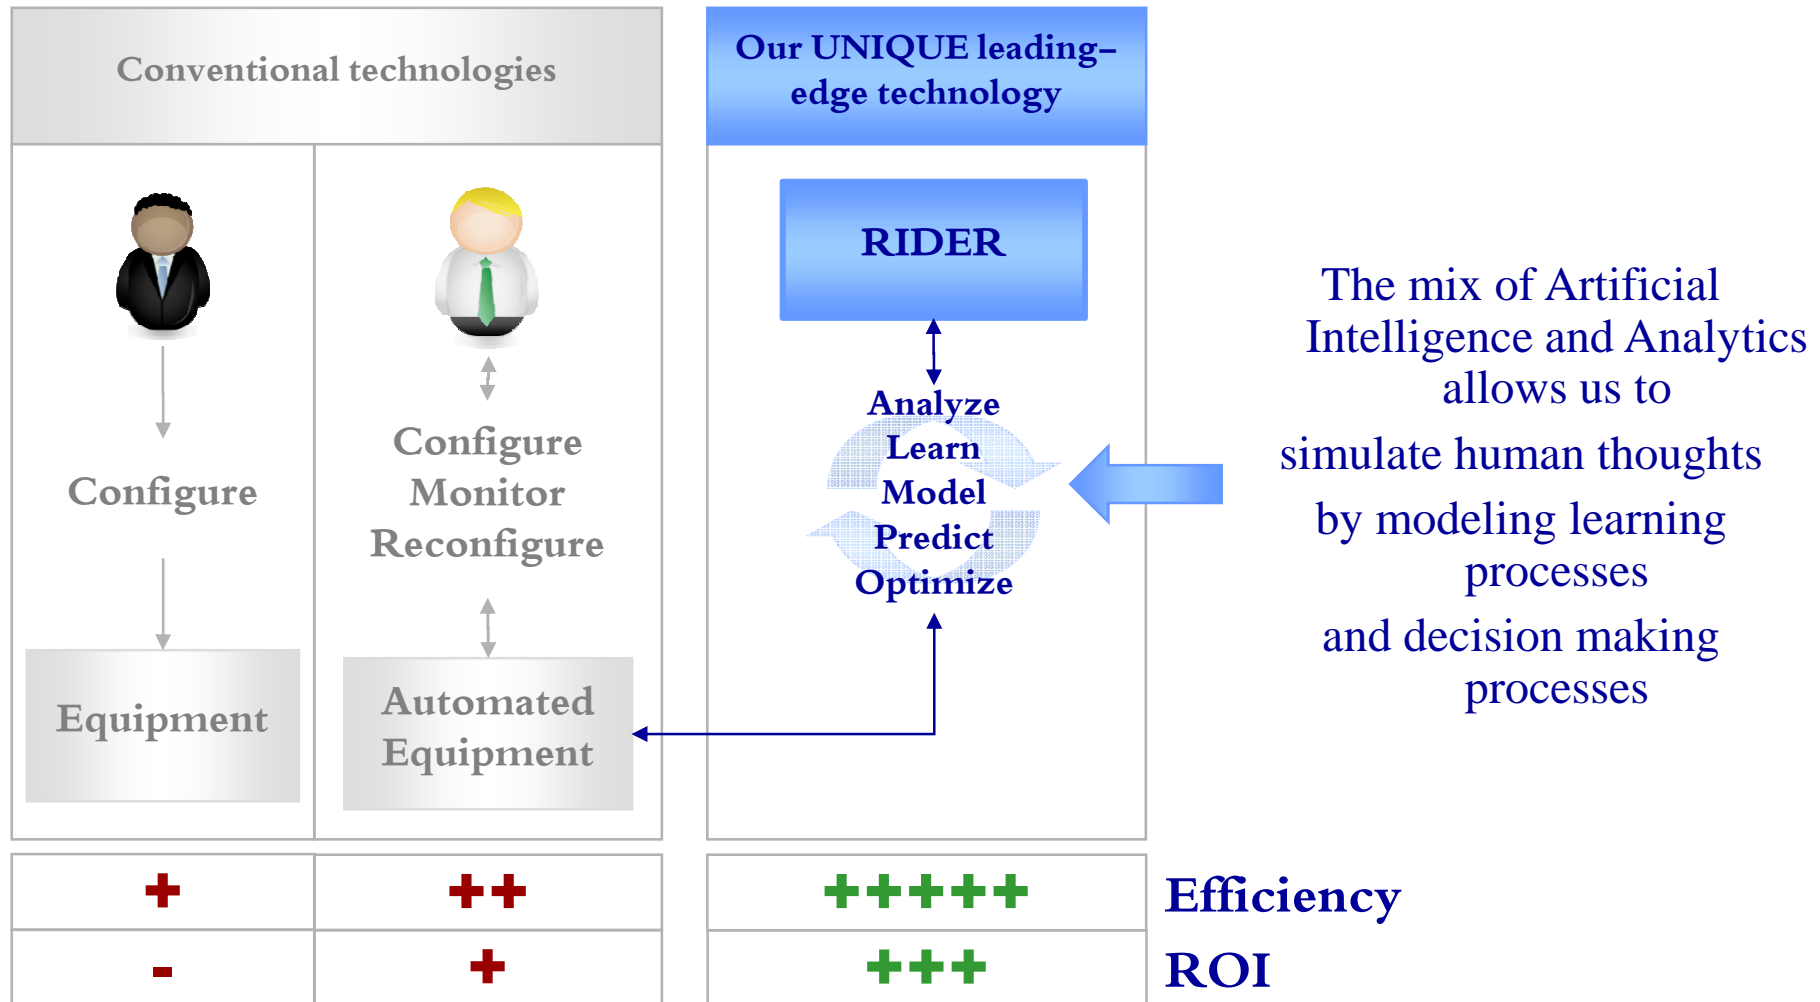 Conventional technologies
Our UNIQUE leading–
edge technology
Configure
Equipment
Configure
Monitor
Reconfigure
Automated
Equipment
RIDER
Analyze
Learn
Model
Predict
Optimize
The mix of Artificial
Intelligence and Analytics
allows us to
simulate human thoughts
by modeling learning
processes
and decision making
processes
+ ++ +++++ Efficiency
- + +++ ROI